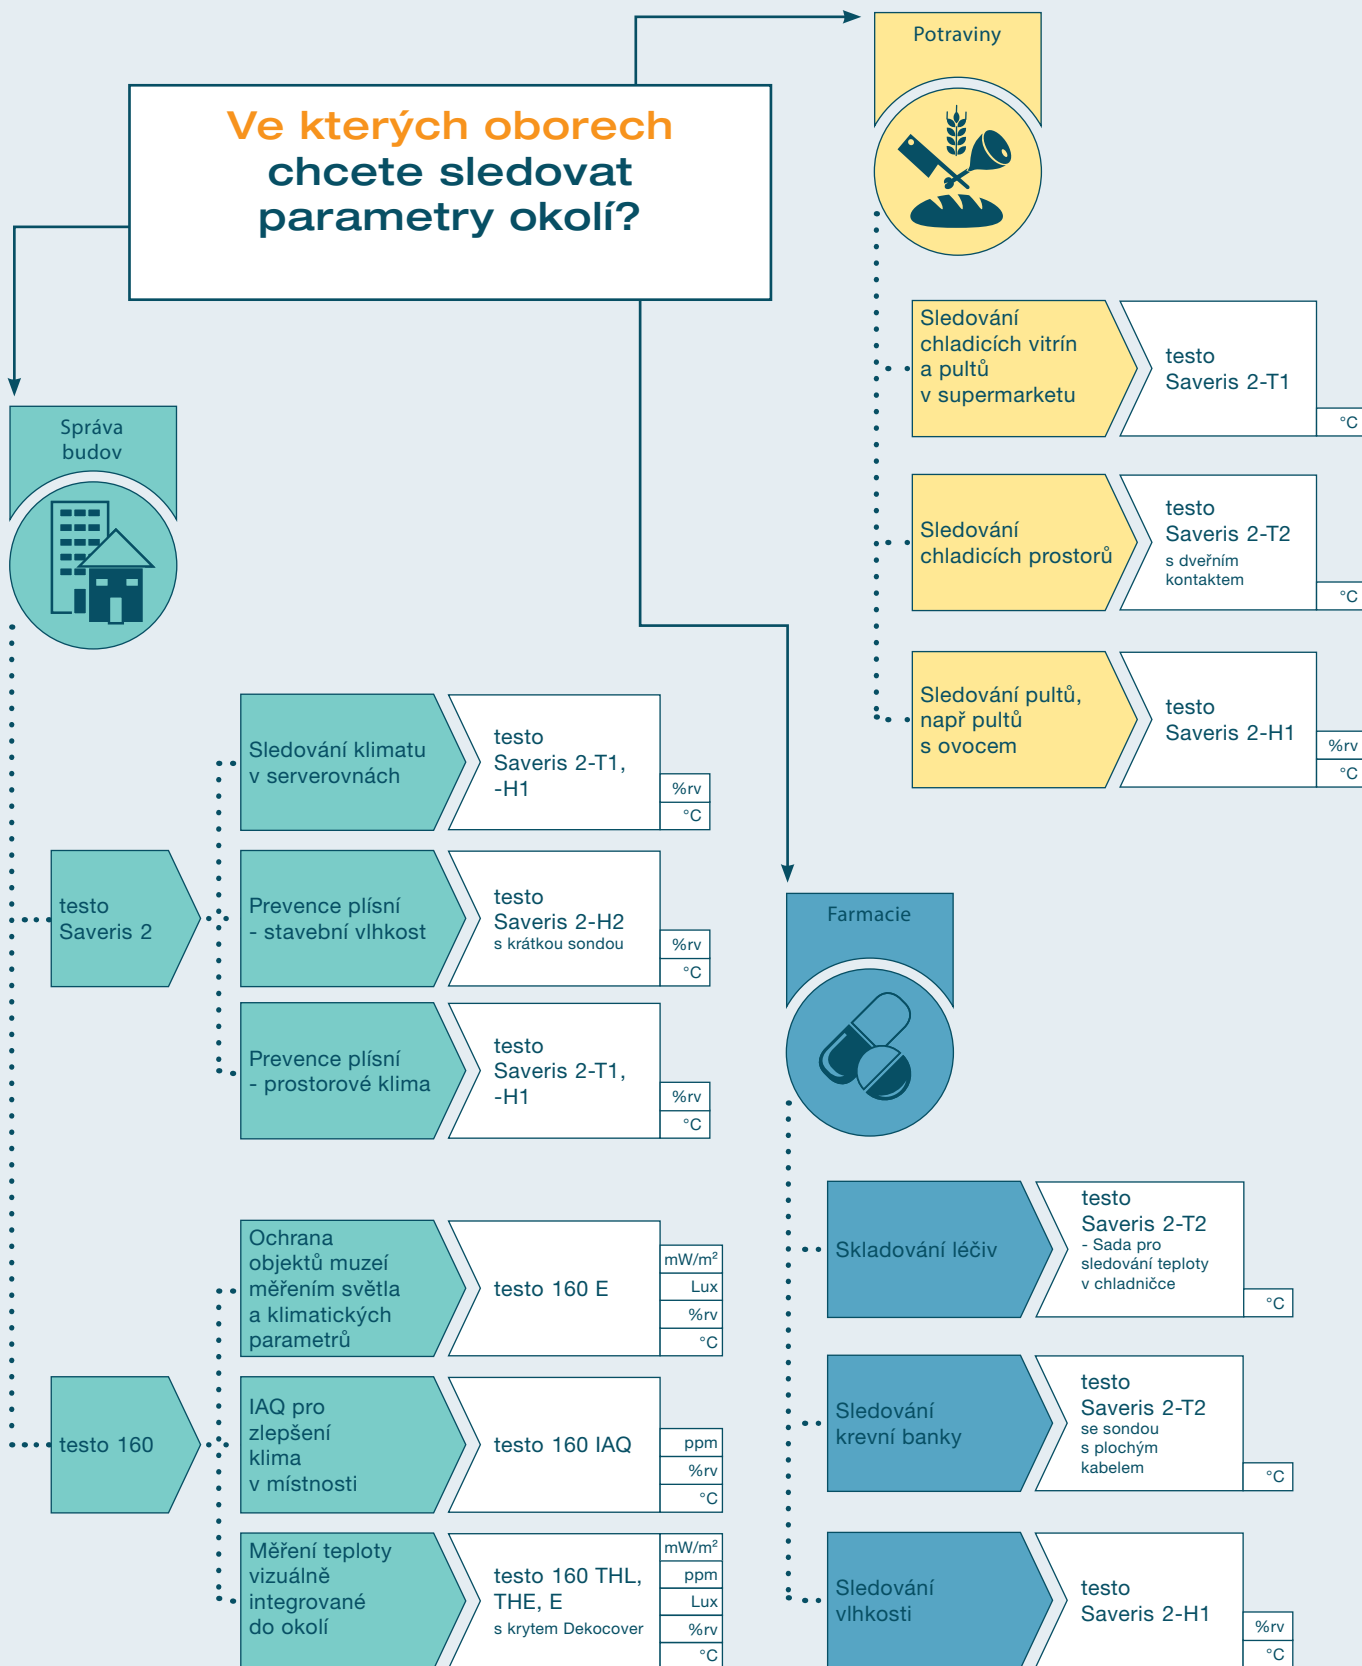 Ve kterých oborech
chcete sledovat
parametry okolí?
Potraviny
Sledování
chladicích vitrín
a pultů
v supermarketu
testo
Saveris 2-T1
°C
Sledování
chladicích prostorů
testo
Saveris 2-T2
s dveřním
kontaktem
°C
Sledování pultů,
např pultů
s ovocem
testo
Saveris 2-H1
%rv
°C
Správa
budov
testo
Saveris 2
Sledování klimatu
v serverovnách
testo
Saveris 2-T1,
-H1
%rv
°C
Prevence plísní
- stavební vlhkost
testo
Saveris 2-H2
s krátkou sondou
%rv
°C
Prevence plísní
- prostorové klima
testo
Saveris 2-T1,
-H1
%rv
°C
testo 160
Ochrana
objektů muzeí
měřením světla
a klimatických
parametrů
testo 160 E
mW/m²
Lux
%rv
°C
IAQ pro
zlepšení
klima
v místnosti
testo 160 IAQ
ppm
%rv
°C
Měření teploty
vizuálně
integrované
do okolí
testo 160 THL,
THE, E
s krytem Dekocover
mW/m²
ppm
Lux
%rv
°C
Farmacie
Skladování léčiv
testo
Saveris 2-T2
- Sada pro
sledování teploty
v chladničce
°C
Sledování
krevní banky
testo
Saveris 2-T2
se sondou
s plochým
kabelem
°C
Sledování
vlhkosti
testo
Saveris 2-H1
%rv
°C